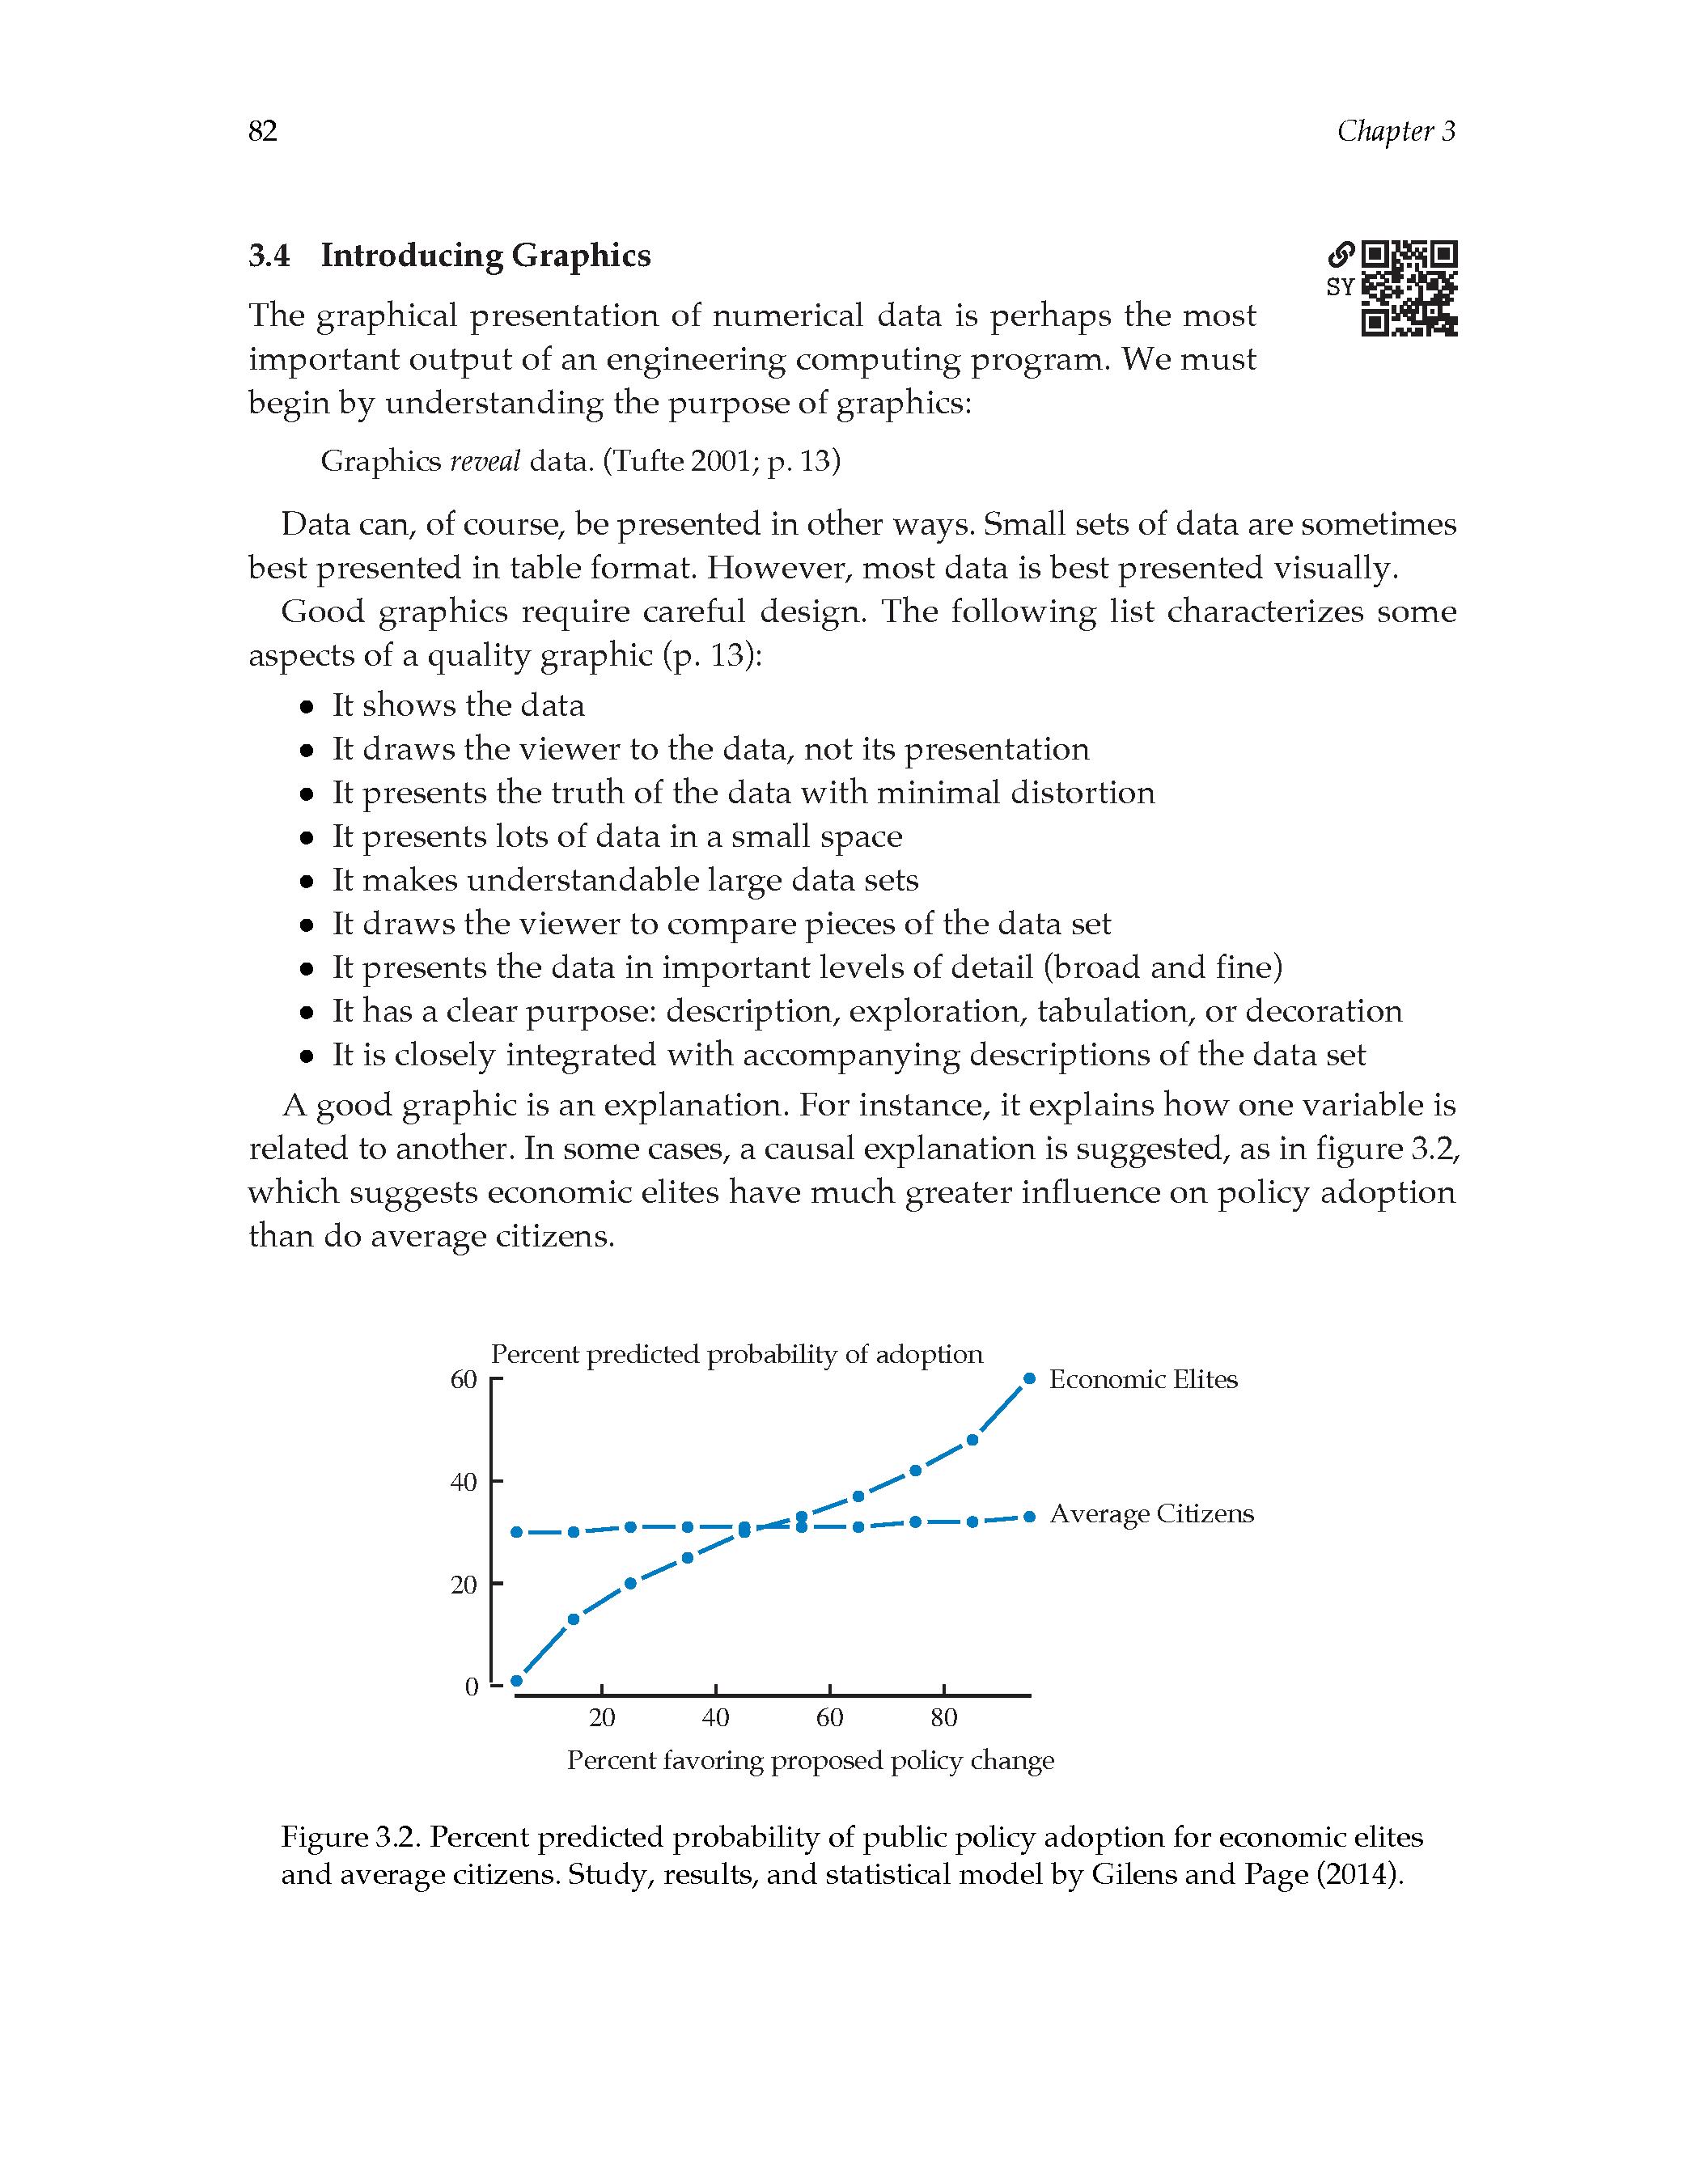 82
Chapter 3
3.4 Introducing Graphics
SY
The graphical presentation of numerical data is perhaps the most
important output of an engineering computing program. We must
begin by understanding the purpose of graphics:
Graphics reveal data. (Tufte 2001; p. 13)
Data can, of course, be presented in other ways. Small sets of data are sometimes
best presented in table format. However, most data is best presented visually.
Good graphics require careful design. The following list characterizes some
aspects of a quality graphic (p. 13):
• It shows the data
• It draws the viewer to the data, not its presentation
• It presents the truth of the data with minimal distortion
• It presents lots of data in a small space
• It makes understandable large data sets
• It draws the viewer to compare pieces of the data set
• It presents the data in important levels of detail (broad and fine)
• It has a clear purpose: description, exploration, tabulation, or decoration
• It is closely integrated with accompanying descriptions of the data set
A good graphic is an explanation. For instance, it explains how one variable is
related to another. In some cases, a causal explanation is suggested, as in figure 3.2,
which suggests economic elites have much greater influence on policy adoption
than do average citizens.
Percent predicted probability of adoption
60
Economic Elites
40
Average Citizens
20
0
20 40 60 80
Percent favoring proposed policy change
Figure 3.2. Percent predicted probability of public policy adoption for economic elites
and average citizens. Study, results, and statistical model by Gilens and Page (2014).